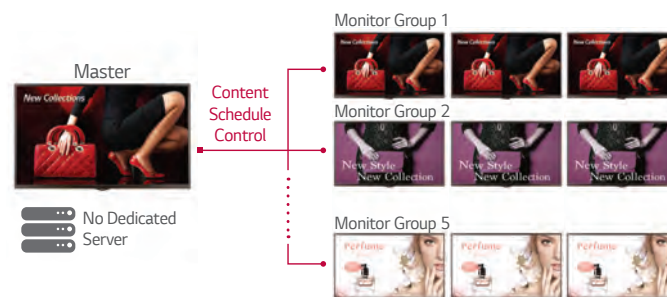 Master
New Collections
No Dedicated
Server
Content
Schedule
Control
Monitor Group 1
New Collections
New Collections
New Collections
Monitor Group 2
New Style
New Collection
New Style
New Collection
New Style
New Collection
Monitor Group 5
Perfume
Perfume
Perfume